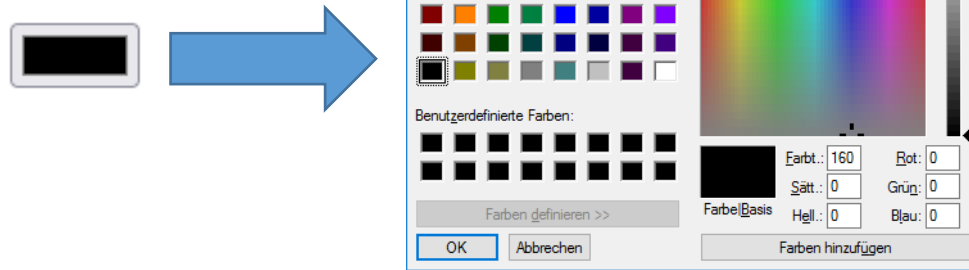 Benutzerdefinierte Farben:
Farben definieren >>
OK Abbrechen
Farbe|Basis
Farbt.: 160 Rot: 0
Sätt.: 0 Grün: 0
Hell.: 0 Blau: 0
Farben hinzufügen